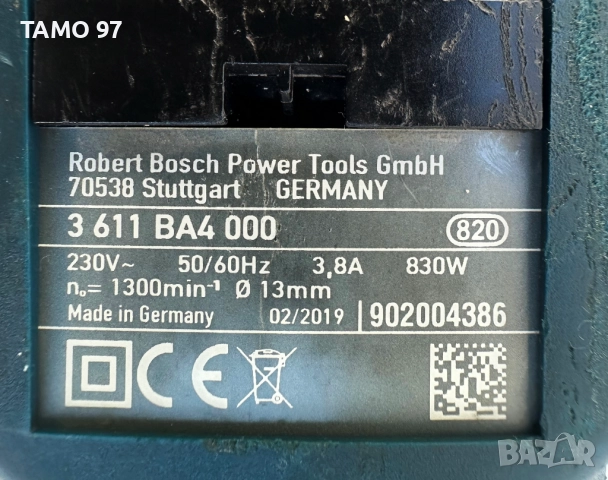 TAMO 97
Robert Bosch Power Tools GmbH
70538 Stuttgart GERMANY
3 611 BA4 000 820
230V~ 50/60Hz 3,8A 830W
n₀= 1300min⁻¹ Ø 13mm
Made in Germany 02/2019 902004386
CE
BAZAR